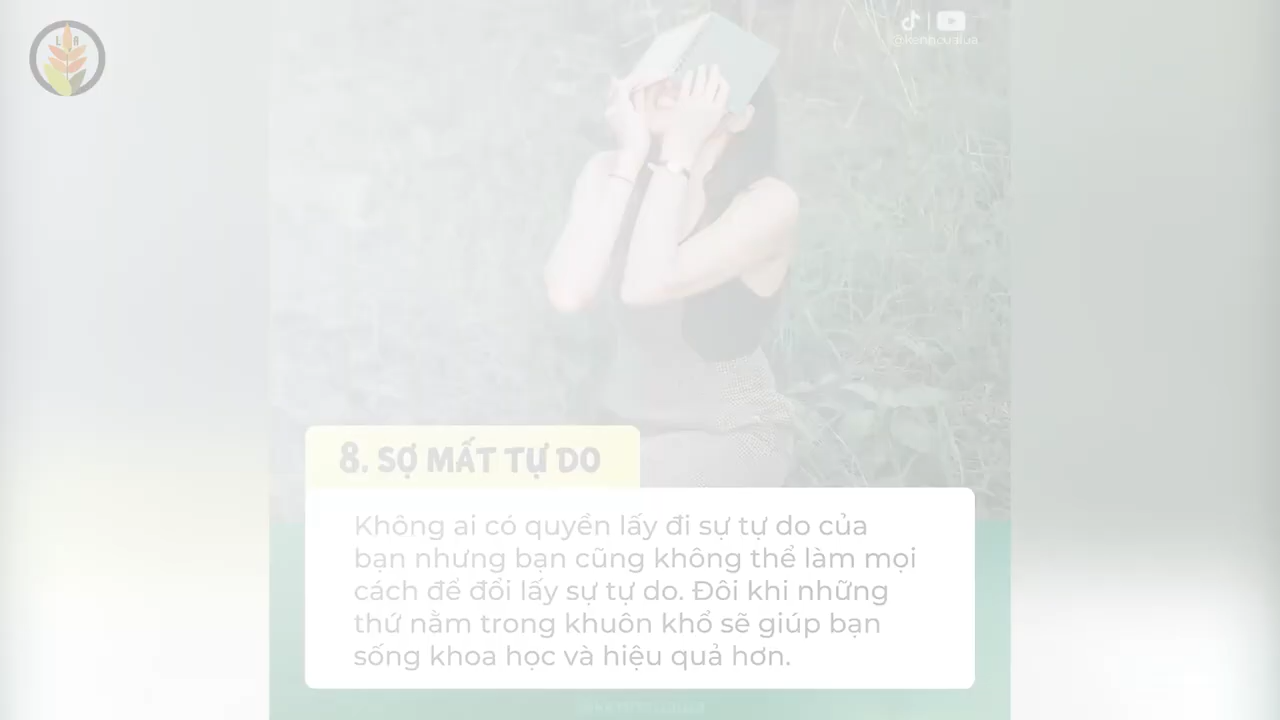 L A
@kenhcualua
8. SỢ MẤT TỰ DO
Không ai có quyền lấy đi sự tự do của
bạn nhưng bạn cũng không thể làm mọi
cách để đổi lấy sự tự do. Đôi khi những
thứ nằm trong khuôn khổ sẽ giúp bạn
sống khoa học và hiệu quả hơn.